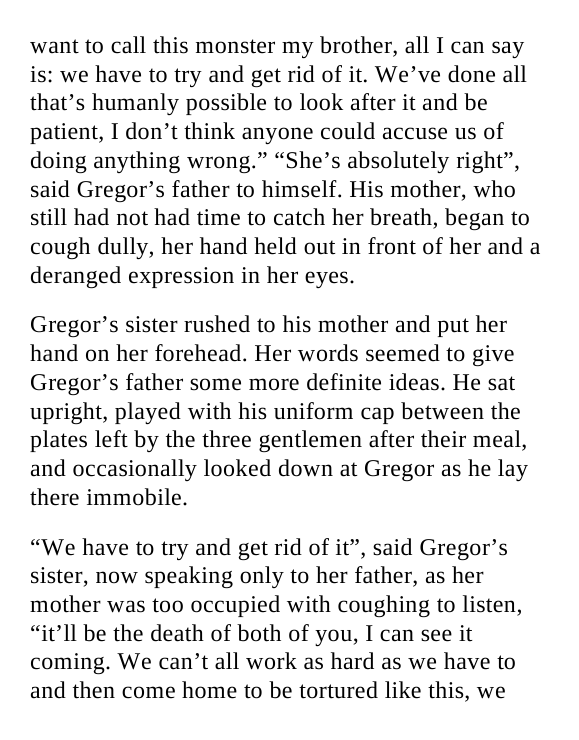 want to call this monster my brother, all I can say
is: we have to try and get rid of it. We’ve done all
that’s humanly possible to look after it and be
patient, I don’t think anyone could accuse us of
doing anything wrong.” “She’s absolutely right”,
said Gregor’s father to himself. His mother, who
still had not had time to catch her breath, began to
cough dully, her hand held out in front of her and a
deranged expression in her eyes.
Gregor’s sister rushed to his mother and put her
hand on her forehead. Her words seemed to give
Gregor’s father some more definite ideas. He sat
upright, played with his uniform cap between the
plates left by the three gentlemen after their meal,
and occasionally looked down at Gregor as he lay
there immobile.
“We have to try and get rid of it”, said Gregor’s
sister, now speaking only to her father, as her
mother was too occupied with coughing to listen,
“it’ll be the death of both of you, I can see it
coming. We can’t all work as hard as we have to
and then come home to be tortured like this, we